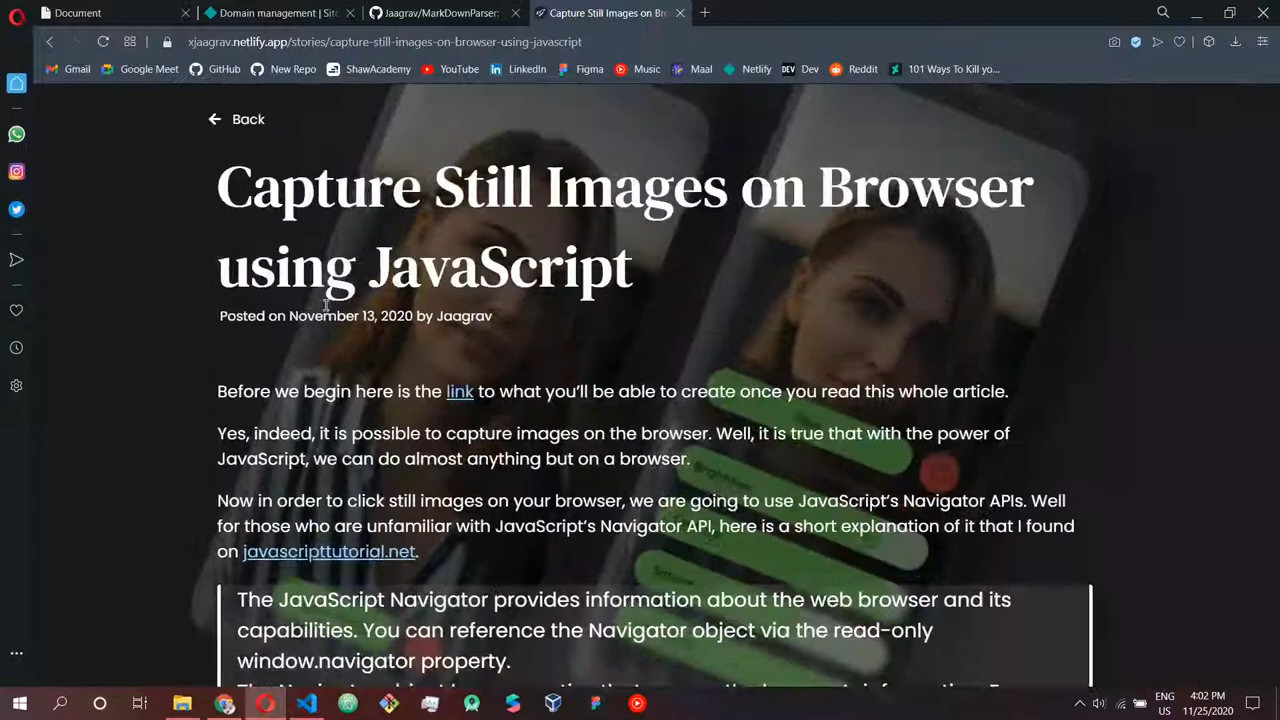 Document
Domain management | Sit
Jaagrav/MarkDownParser:
Capture Still Images on Bro
xjaagrav.netlify.app/stories/capture-still-images-on-browser-using-javascript
Gmail Google Meet GitHub New Repo ShawAcademy YouTube LinkedIn Figma Music Maal Netlify DEV Dev Reddit 101 Ways To Kill yo...
Back
Capture Still Images on Browser
using JavaScript
Posted on November 13, 2020 by Jaagrav
Before we begin here is the link to what you'll be able to create once you read this whole article.
Yes, indeed, it is possible to capture images on the browser. Well, it is true that with the power of
JavaScript, we can do almost anything but on a browser.
Now in order to click still images on your browser, we are going to use JavaScript's Navigator APIs. Well
for those who are unfamiliar with JavaScript's Navigator API, here is a short explanation of it that I found
on javascripttutorial.net.
The JavaScript Navigator provides information about the web browser and its
capabilities. You can reference the Navigator object via the read-only
window.navigator property.
ENG
US
4:02 PM
11/25/2020